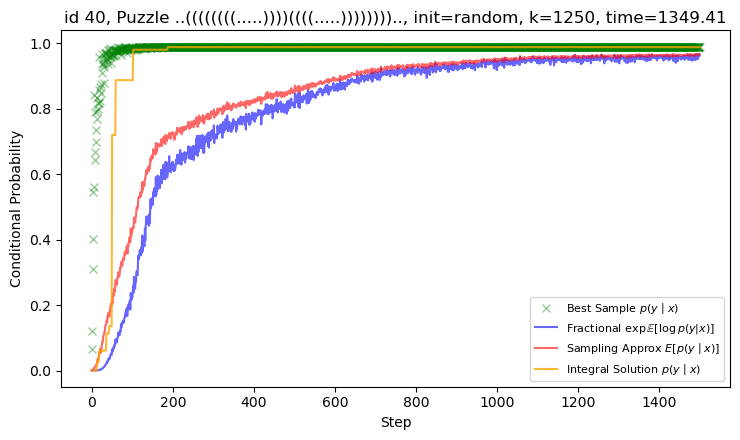 id 40, Puzzle ..((((((((.....))))((((.....)))))))).., init=random, k=1250, time=1349.41
1.0
0.8
0.6
0.4
0.2
0.0
Conditional Probability
0 200 400 600 800 1000 1200 1400
Step
Best Sample p(y | x)
Fractional exp𝔼[log p(y|x)]
Sampling Approx E[p(y | x)]
Integral Solution p(y | x)